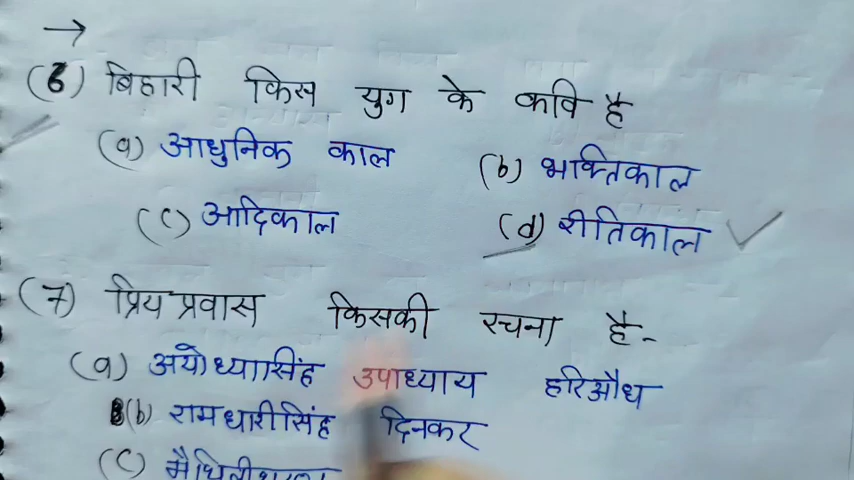 →
(6) बिहारी किस युग के कवि है
(a) आधुनिक काल (b) भक्तिकाल
(c) आदिकाल (d) रीतिकाल ✓
(7) प्रिय प्रवास किसकी रचना है-
(a) अयोध्यासिंह उपाध्याय हरिऔध
(b) रामधारीसिंह दिनकर
(C)